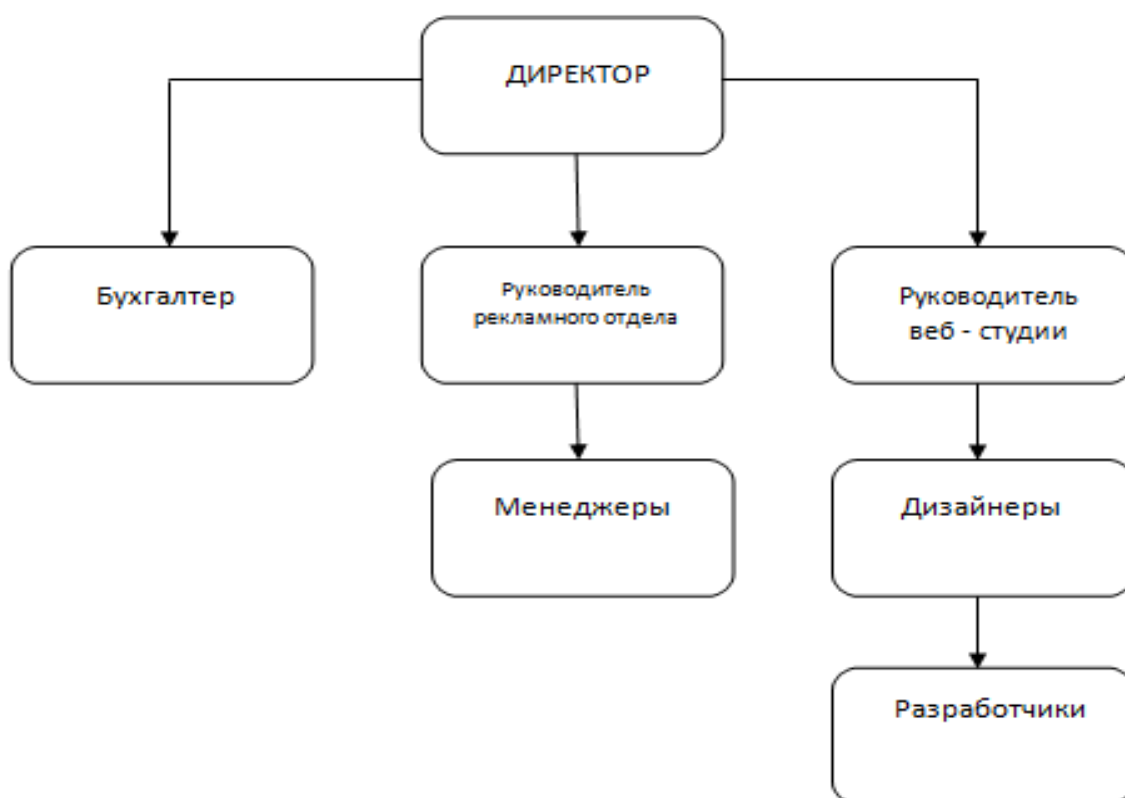 ДИРЕКТОР
Бухгалтер
Руководитель
рекламного отдела
Руководитель
веб - студии
Менеджеры
Дизайнеры
Разработчики